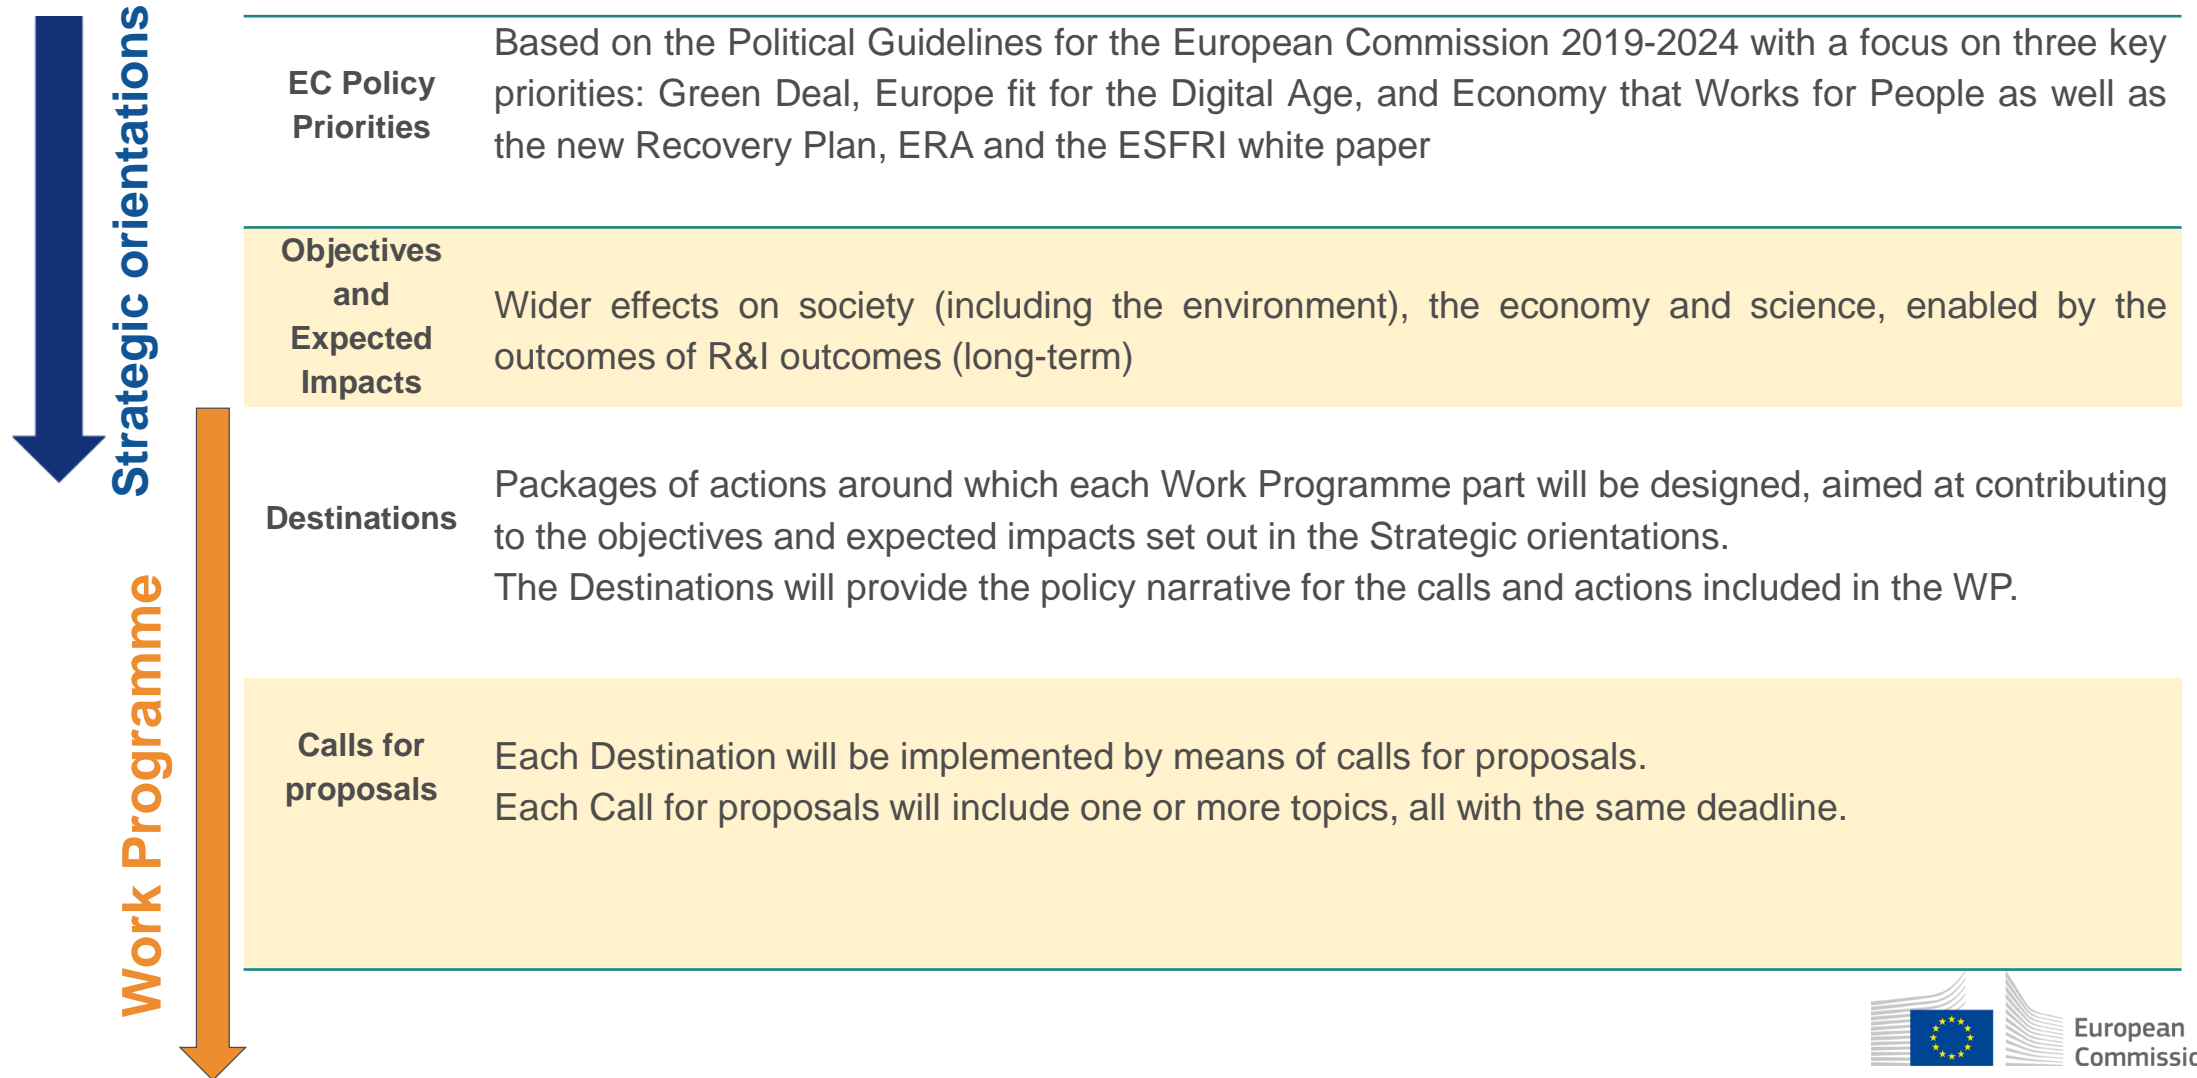 Strategic orientations
EC Policy
Priorities
Based on the Political Guidelines for the European Commission 2019-2024 with a focus on three key
priorities: Green Deal, Europe fit for the Digital Age, and Economy that Works for People as well as
the new Recovery Plan, ERA and the ESFRI white paper
Objectives
and
Expected
Impacts
Wider effects on society (including the environment), the economy and science, enabled by the
outcomes of R&I outcomes (long-term)
Work Programme
Destinations
Packages of actions around which each Work Programme part will be designed, aimed at contributing
to the objectives and expected impacts set out in the Strategic orientations.
The Destinations will provide the policy narrative for the calls and actions included in the WP.
Calls for
proposals
Each Destination will be implemented by means of calls for proposals.
Each Call for proposals will include one or more topics, all with the same deadline.
European
Commissio